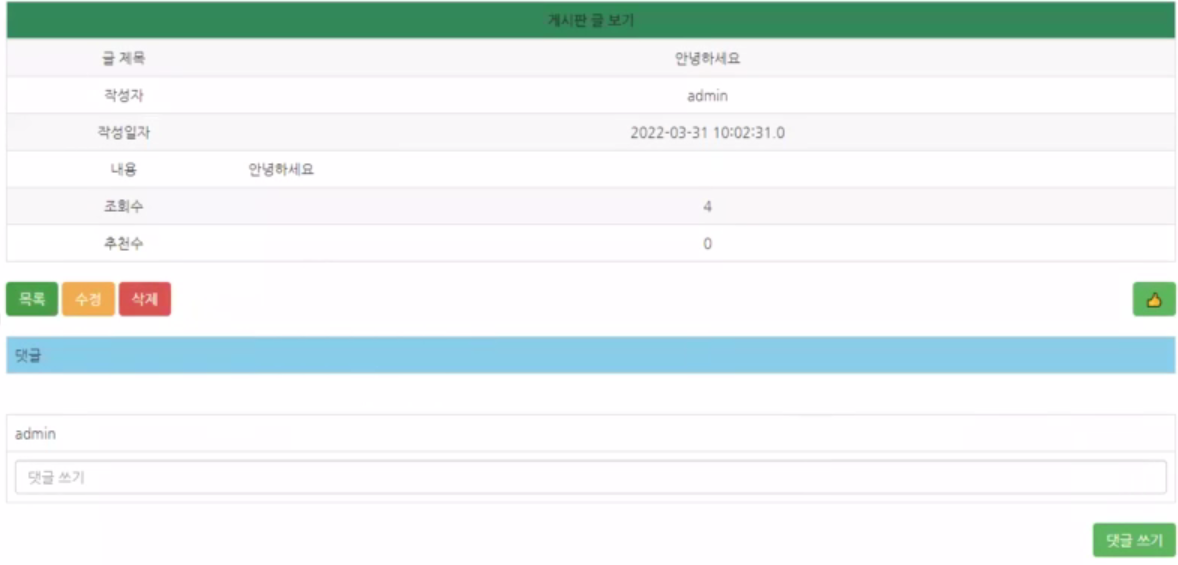 게시판 글 보기
글 제목 안녕하세요
작성자 admin
작성일자 2022-03-31 10:02:31.0
내용 안녕하세요
조회수 4
추천수 0
목록 수정 삭제
댓글
admin
댓글 쓰기
댓글 쓰기